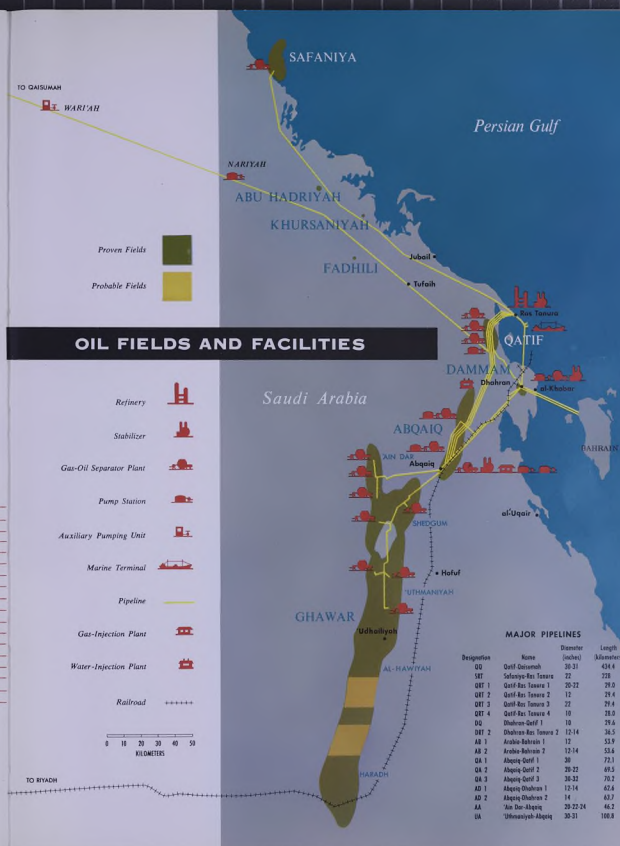 SAFANIYA
TO QAISUMAH
WARI'AH
Persian Gulf
NARIYAH
ABU HADRIYAH
KHURSANIYAH
Proven Fields
FADHILI
Jubail
Probable Fields
Tufaih
Ras Tanura
OIL FIELDS AND FACILITIES
QATIF
DAMMAM
Dhahran
al-Khobar
Saudi Arabia
Refinery
ABQAIQ
Stabilizer
BAHRAIN
'AIN DAR
Abqaiq
Gas-Oil Separator Plant
Pump Station
al-'Uqair
SHEDGUM
Auxiliary Pumping Unit
Marine Terminal
Hofuf
'UTHMANIYAH
Pipeline
GHAWAR
Gas-Injection Plant
Udhailiyah
Water-Injection Plant
AL-HAWIYAH
Railroad
0 10 20 30 40 50
KILOMETERS
HARADH
TO RIYADH
MAJOR PIPELINES
Designation Name Diameter (inches) Length (kilometers
QQ Qatif-Qaisumah 30-31 434.4
SRT Safaniya-Ras Tanura 22 220
QRT 1 Qatif-Ras Tanura 1 20-22 29.0
QRT 2 Qatif-Ras Tanura 2 12 29.4
QRT 3 Qatif-Ras Tanura 3 22 29.4
QRT 4 Qatif-Ras Tanura 4 10 28.0
DQ Dhahran-Qatif 1 10 29.6
DRT 2 Dhahran-Ras Tanura 2 12-14 36.5
AB 1 Arabia-Bahrain 1 12 53.9
AB 2 Arabia-Bahrain 2 12-14 53.6
QA 1 Abqaiq-Qatif 1 30 72.1
QA 2 Abqaiq-Qatif 2 20-22 69.5
QA 3 Abqaiq-Qatif 3 30-32 70.2
AD 1 Abqaiq-Dhahran 1 12-14 62.6
AD 2 Abqaiq-Dhahran 2 14 62.7
AA 'Ain Dar-Abqaiq 20-22-24 46.2
UA 'Uthmaniyah-Abqaiq 30-31 100.8